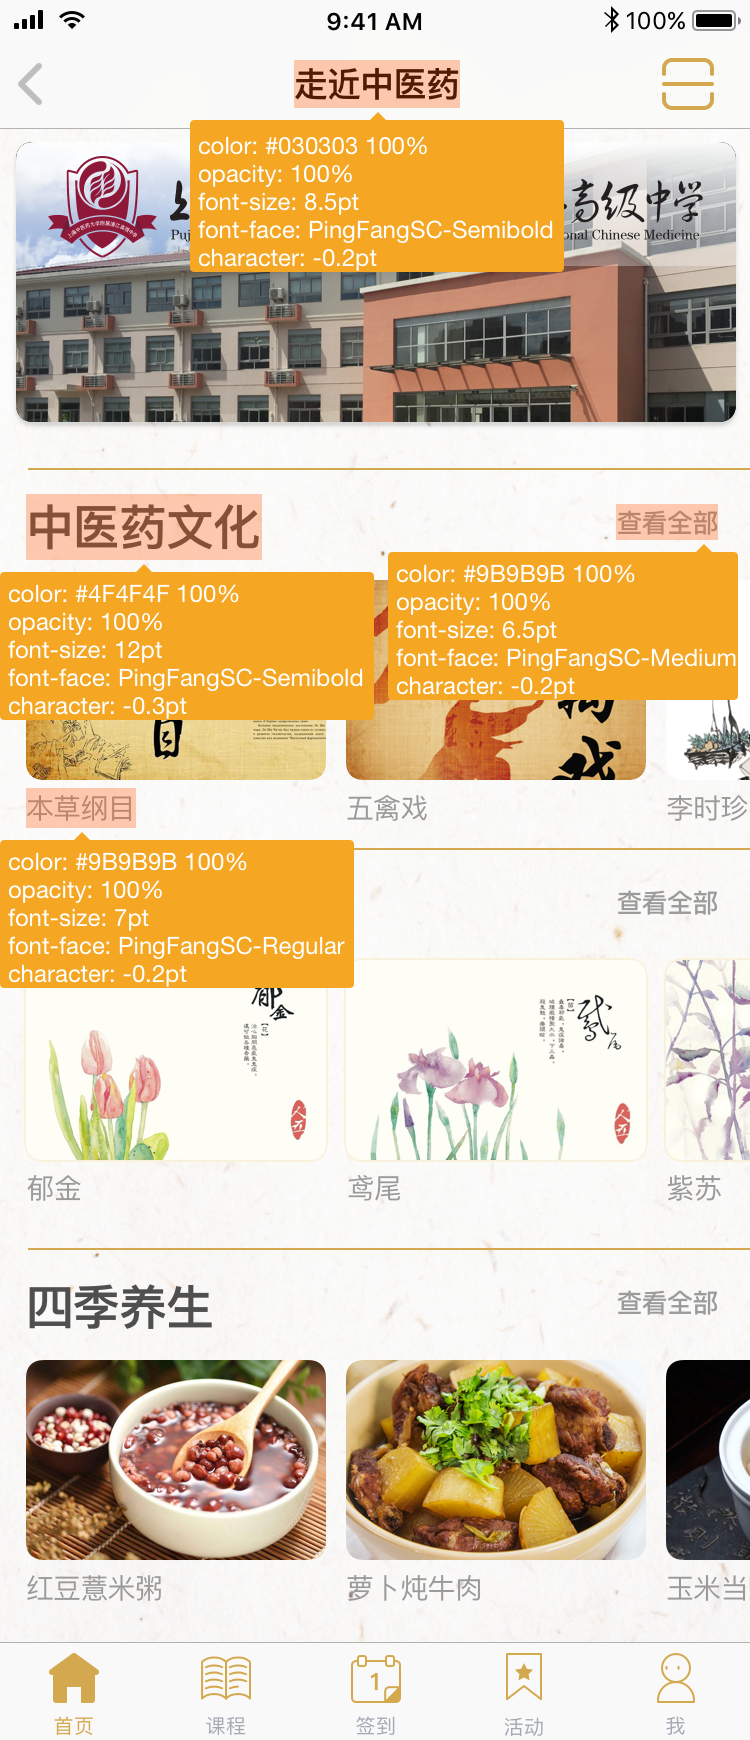 9:41 AM
100%
走近中医药
color: #030303 100%
opacity: 100%
font-size: 8.5pt
font-face: PingFangSC-Semibold
character: -0.2pt
高级中学
onal Chinese Medicine
中医药文化
查看全部
color: #4F4F4F 100%
opacity: 100%
font-size: 12pt
font-face: PingFangSC-Semibold
character: -0.3pt
color: #9B9B9B 100%
opacity: 100%
font-size: 6.5pt
font-face: PingFangSC-Medium
character: -0.2pt
目
戏
本草纲目
五禽戏
李时珍
color: #9B9B9B 100%
opacity: 100%
font-size: 7pt
font-face: PingFangSC-Regular
character: -0.2pt
查看全部
郁金
鸢尾
紫苏
四季养生
查看全部
红豆薏米粥
萝卜炖牛肉
玉米当
首页
课程
1
签到
活动
我